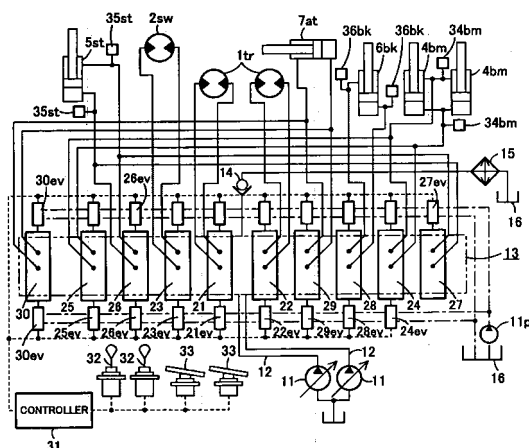 2sw
7at
35st
5st
36bk 36bk 34bm
6bk 4bm 4bm
1tr
35st
34bm
14
15
30ev
26ev
27ev
16
13
30 25 26 23 21 22 29 28 24 27
25ev 26ev 23ev 21ev 22ev 29ev 28ev 24ev
30ev
11p
32 32 33 33
12
12
16
11 11
CONTROLLER
31